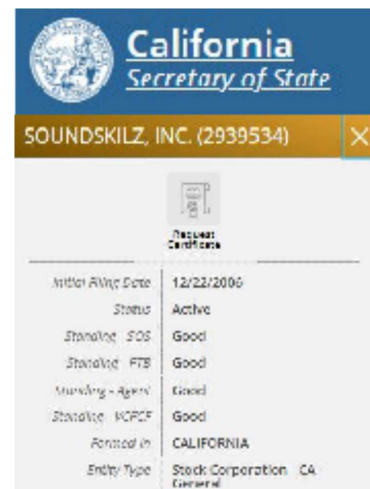 California
Secretary of State
SOUNDSKILZ, INC. (2939534)
Request
Certificate
Initial Filing Date 12/22/2006
Status Active
Standing - SOS Good
Standing - FTB Good
Standing - Agent Good
Standing - VCFCF Good
Formed In CALIFORNIA
Entity Type Stock Corporation - CA -
General